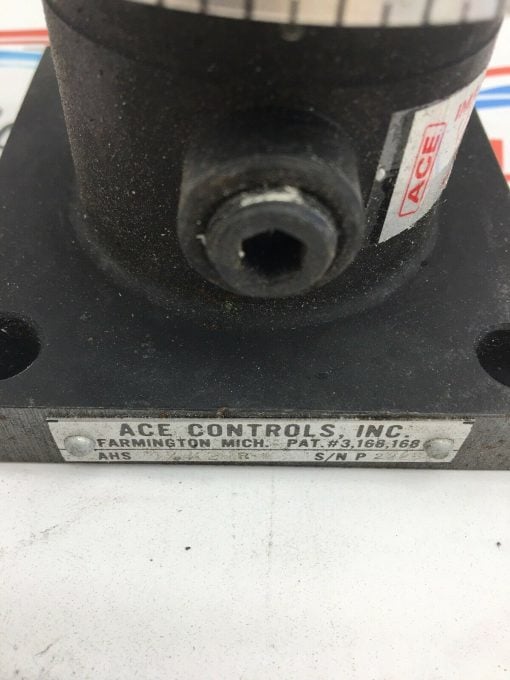 ACE
ACE CONTROLS, INC.
FARMINGTON MICH. PAT.#3,168,168
AHS
S/N P